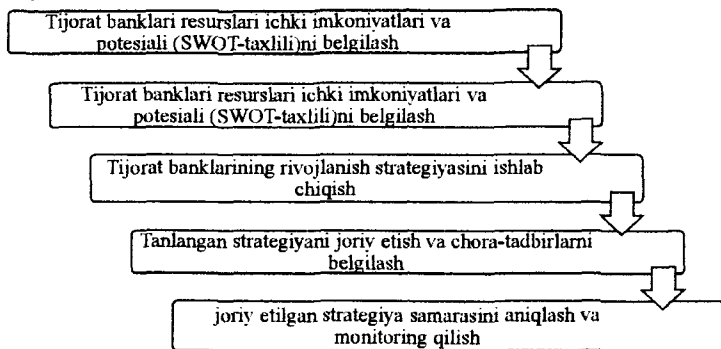 Tijorat banklari resurslari ichki imkoniyatlari va
potesiali (SWOT-taxlili)ni belgilash
Tijorat banklari resurslari ichki imkoniyatlari va
potesiali (SWOT-taxlili)ni belgilash
Tijorat banklarining rivojlanish strategiyasini ishlab
chiqish
Tanlangan strategiyani joriy etish va chora-tadbirlarni
belgilash
joriy etilgan strategiya samarasini aniqlash va
monitoring qilish